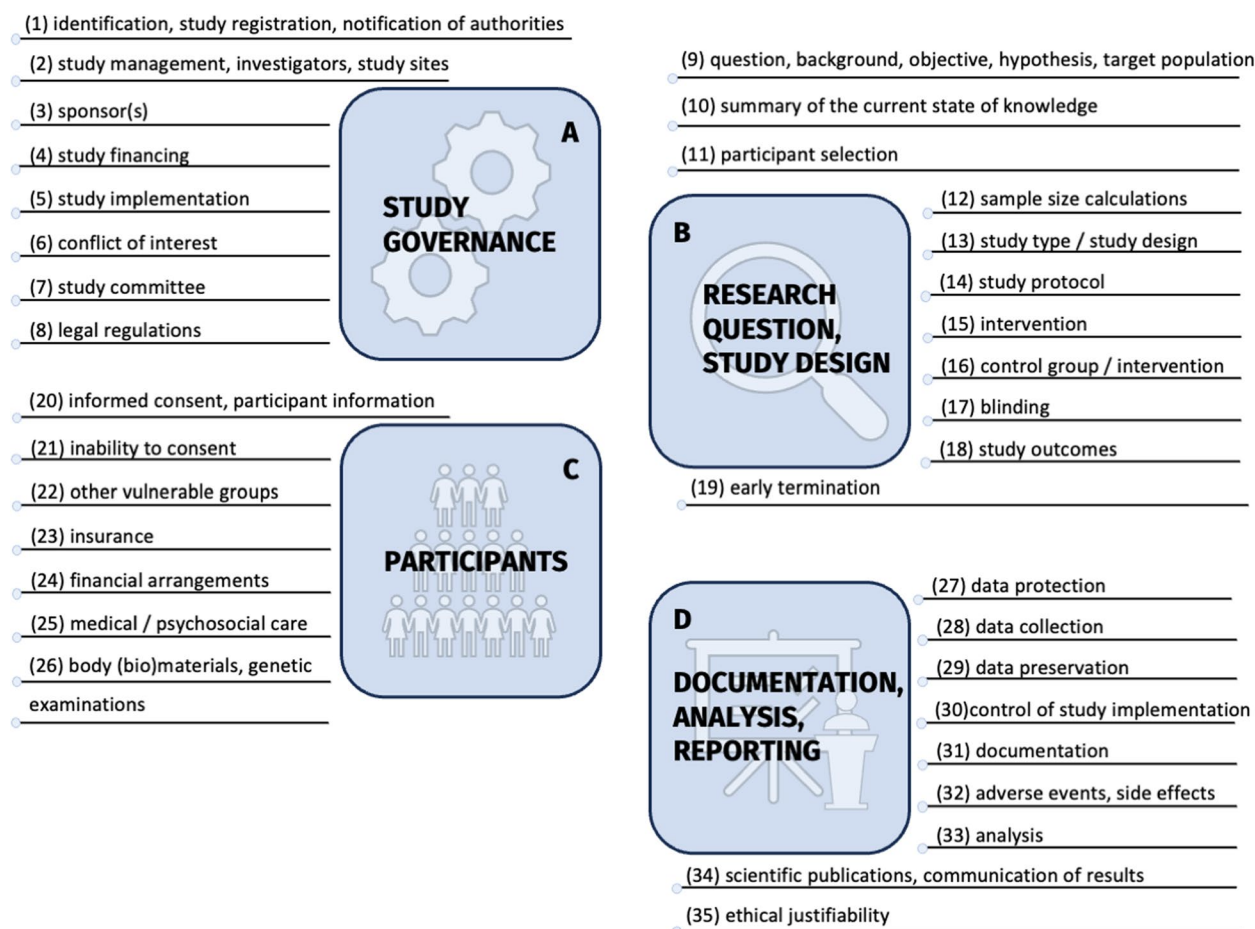 (1) identification, study registration, notification of authorities
(2) study management, investigators, study sites
(3) sponsor(s)
(4) study financing
(5) study implementation
(6) conflict of interest
(7) study committee
(8) legal regulations
A
STUDY
GOVERNANCE
(9) question, background, objective, hypothesis, target population
(10) summary of the current state of knowledge
(11) participant selection
B
RESEARCH
QUESTION,
STUDY DESIGN
(12) sample size calculations
(13) study type / study design
(14) study protocol
(15) intervention
(16) control group / intervention
(17) blinding
(18) study outcomes
(19) early termination
(20) informed consent, participant information
(21) inability to consent
(22) other vulnerable groups
(23) insurance
(24) financial arrangements
(25) medical / psychosocial care
(26) body (bio)materials, genetic
examinations
C
PARTICIPANTS
D
DOCUMENTATION,
ANALYSIS,
REPORTING
(27) data protection
(28) data collection
(29) data preservation
(30)control of study implementation
(31) documentation
(32) adverse events, side effects
(33) analysis
(34) scientific publications, communication of results
(35) ethical justifiability